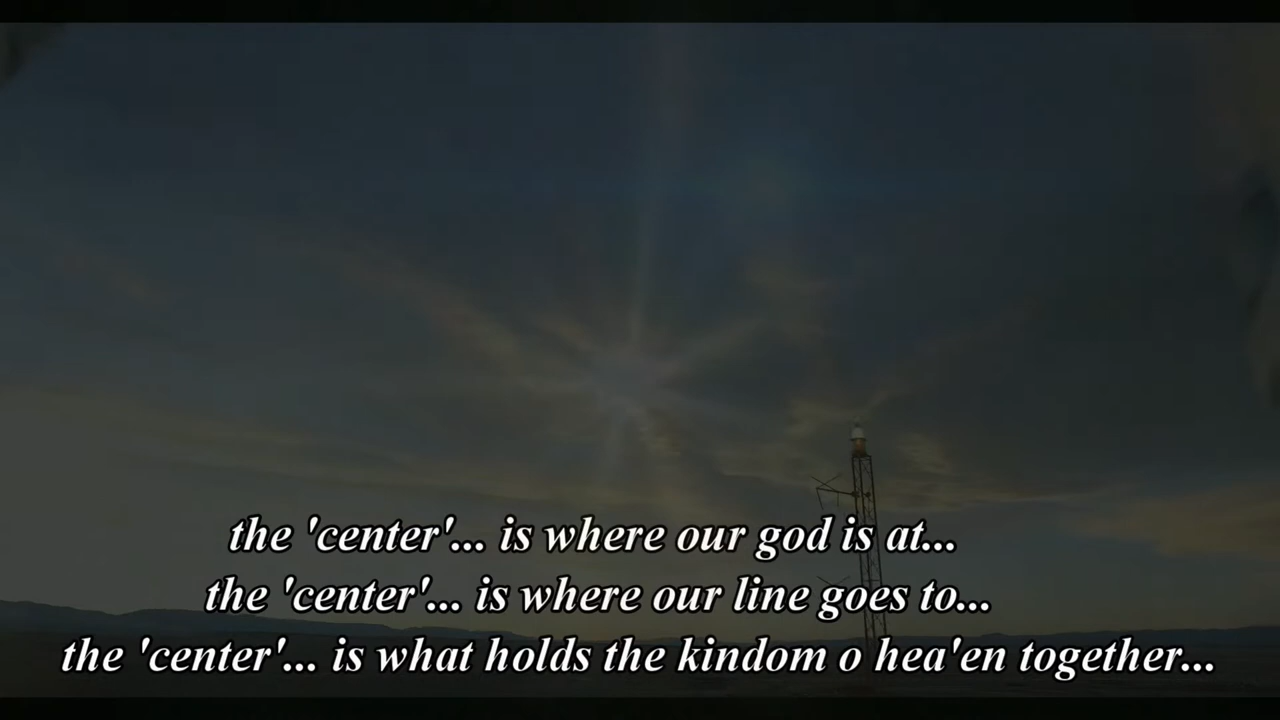 the 'center'... is where our god is at...
the 'center'... is where our line goes to...
the 'center'... is what holds the kindom o hea'en together...